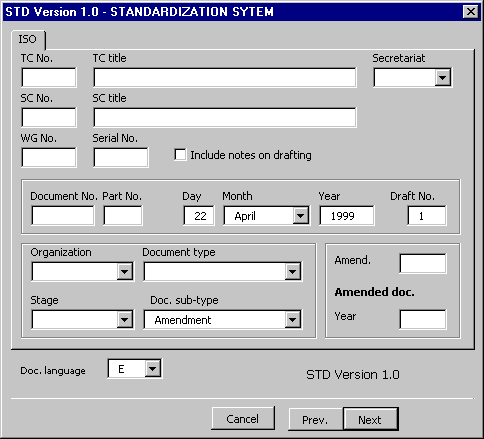 STD Version 1.0 - STANDARDIZATION SYTEM
ISO
TC No. TC title Secretariat
SC No. SC title
WG No. Serial No.
Include notes on drafting
Document No. Part No. Day Month Year Draft No.
22 April 1999 1
Organization Document type
Amend.
Stage Doc. sub-type Amended doc.
Amendment Year
Doc. language E STD Version 1.0
Cancel Prev. Next